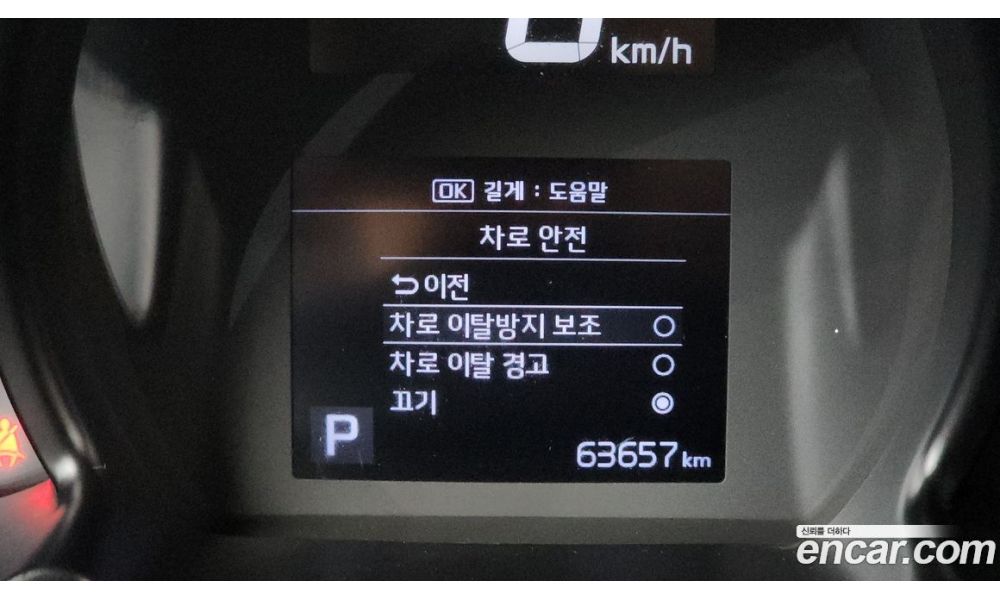 0 km/h
OK 길게 : 도움말
차로 안전
이전
차로 이탈방지 보조
차로 이탈 경고
끄기
P
63657 km
신뢰를 더하다
encar.com